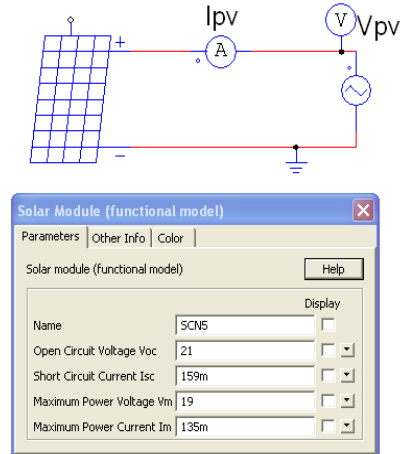 Ipv
V
Vpv
+
A
−
Solar Module (functional model)
Parameters Other Info Color
Solar module (functional model)
Help
Display
Name SCN5
Open Circuit Voltage Voc 21
Short Circuit Current Isc 159m
Maximum Power Voltage Vm 19
Maximum Power Current Im 135m